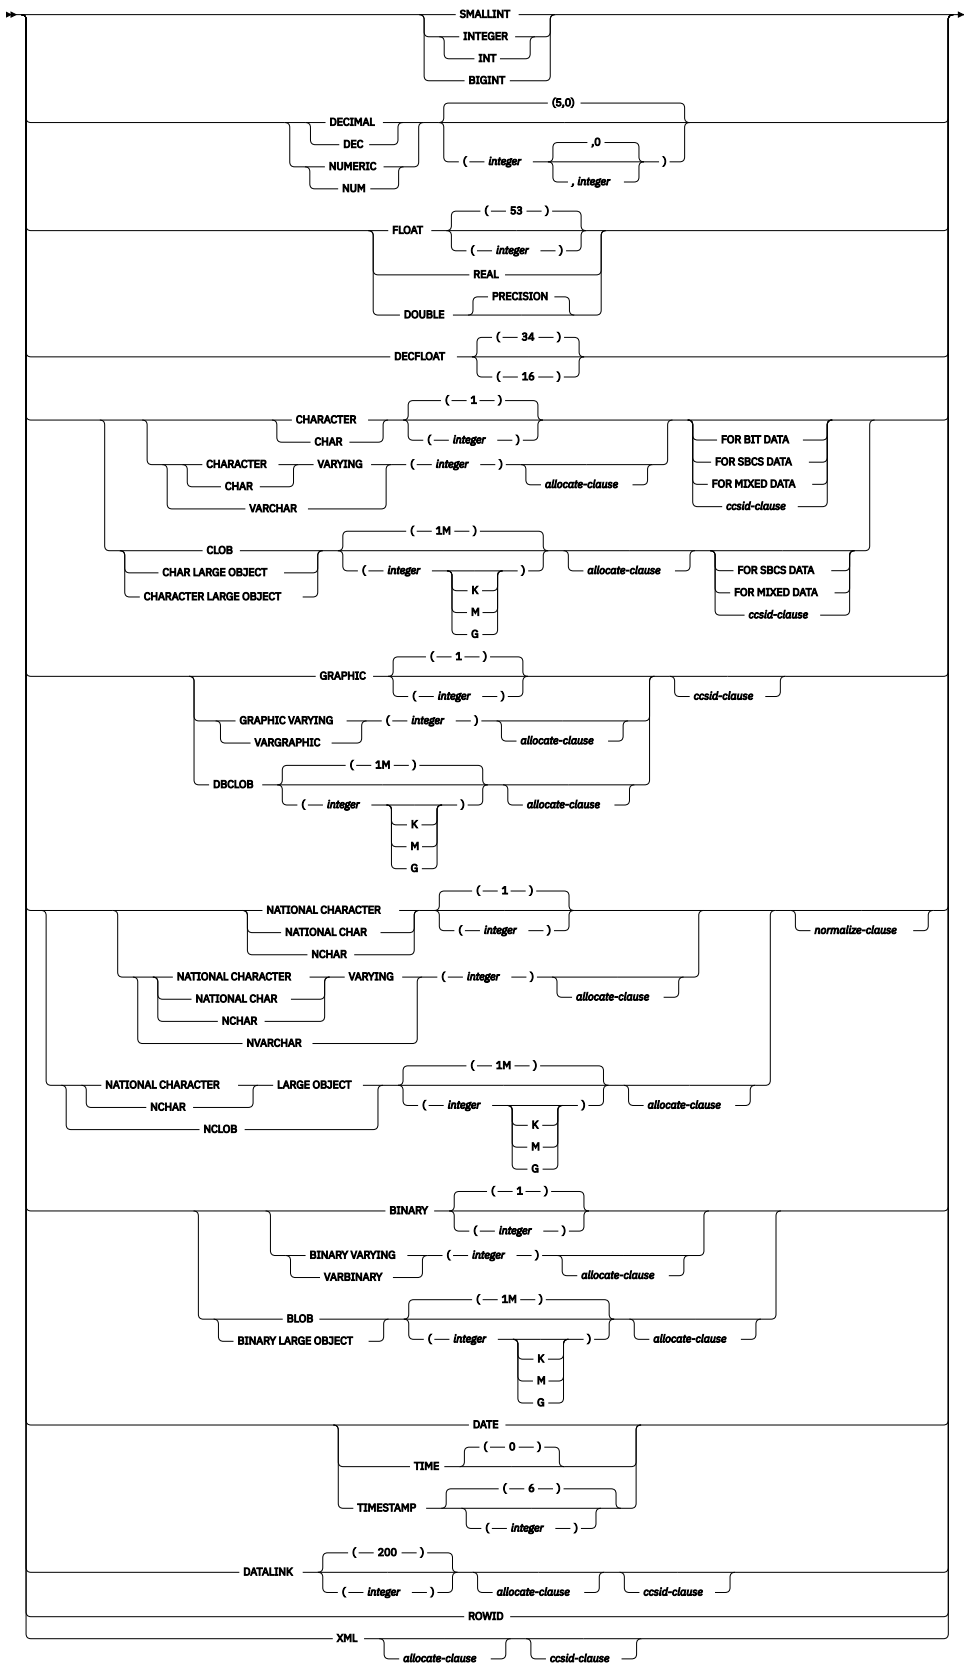 SMALLINT
INTEGER
INT
BIGINT
(5,0)
DECIMAL
DEC
,0
( integer )
NUMERIC
, integer
NUM
( 53 )
FLOAT
( integer )
REAL
PRECISION
DOUBLE
( 34 )
DECFLOAT
( 16 )
( 1 )
CHARACTER
CHAR ( integer ) FOR BIT DATA
CHARACTER VARYING ( integer ) FOR SBCS DATA
CHAR allocate-clause FOR MIXED DATA
VARCHAR ccsid-clause
( 1M )
CLOB
CHAR LARGE OBJECT ( integer ) allocate-clause FOR SBCS DATA
K
CHARACTER LARGE OBJECT FOR MIXED DATA
M ccsid-clause
G
( 1 )
GRAPHIC
( integer ) ccsid-clause
GRAPHIC VARYING ( integer )
VARGRAPHIC allocate-clause
( 1M )
DBCLOB
( integer ) allocate-clause
K
M
G
( 1 )
NATIONAL CHARACTER
NATIONAL CHAR ( integer ) normalize-clause
NCHAR
NATIONAL CHARACTER VARYING ( integer )
NATIONAL CHAR allocate-clause
NCHAR
NVARCHAR
( 1M )
NATIONAL CHARACTER LARGE OBJECT
NCHAR ( integer ) allocate-clause
NCLOB K
M
G
( 1 )
BINARY
( integer )
BINARY VARYING ( integer )
VARBINARY allocate-clause
( 1M )
BLOB
BINARY LARGE OBJECT ( integer ) allocate-clause
K
M
G
DATE
( 0 )
TIME
( 6 )
TIMESTAMP
( integer )
( 200 )
DATALINK
( integer ) allocate-clause ccsid-clause
ROWID
XML
allocate-clause ccsid-clause